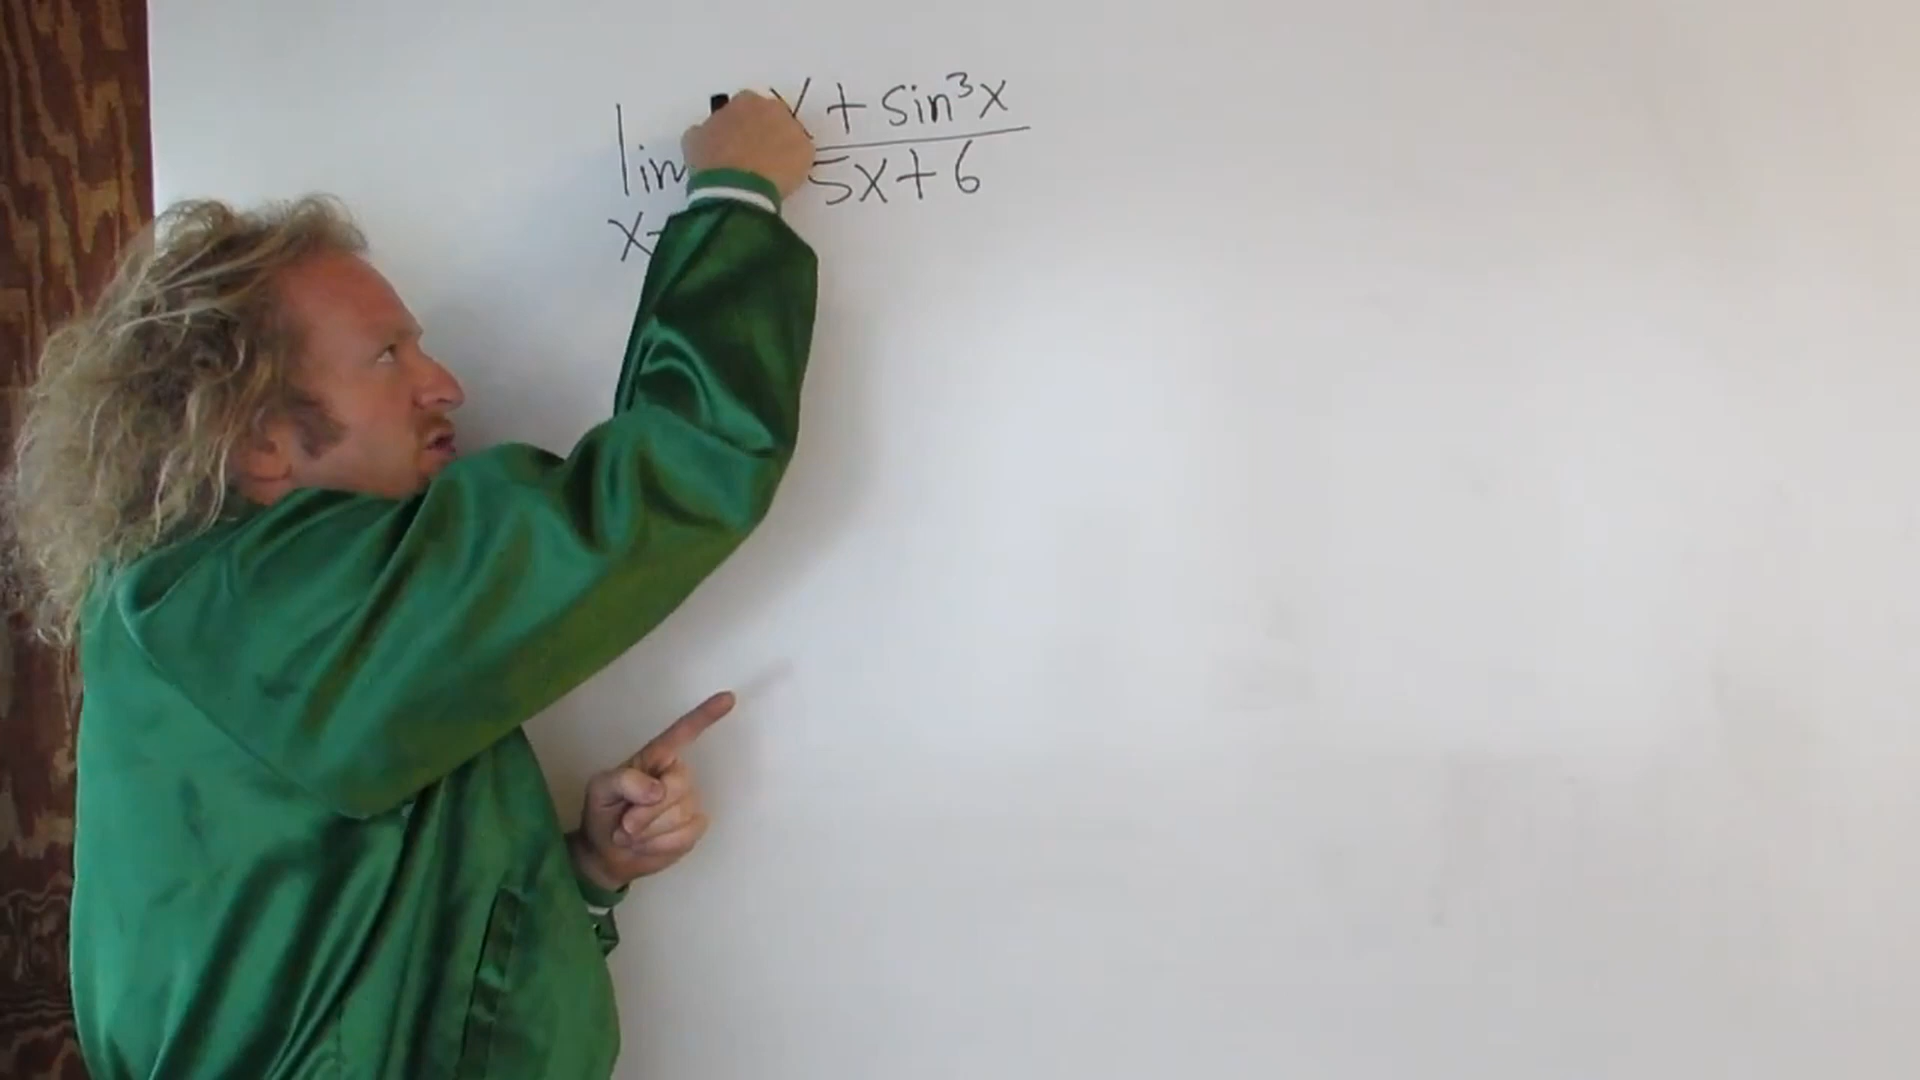 x + sin³x
lim
5x+6
x